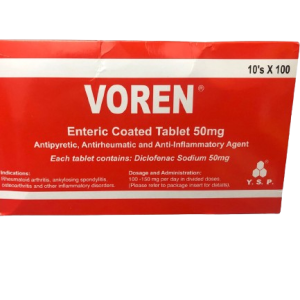 10's X 100
VOREN®
Enteric Coated Tablet 50mg
Antipyretic, Antirheumatic and Anti-Inflammatory Agent
Each tablet contains: Diclofenac Sodium 50mg
Indications:
Rheumatoid arthritis, ankylosing spondylitis,
osteoarthritis and other inflammatory disorders.
Dosage and Administration:
100-150 mg per day in divided doses.
(Please refer to package insert for details)
Y. S. P.